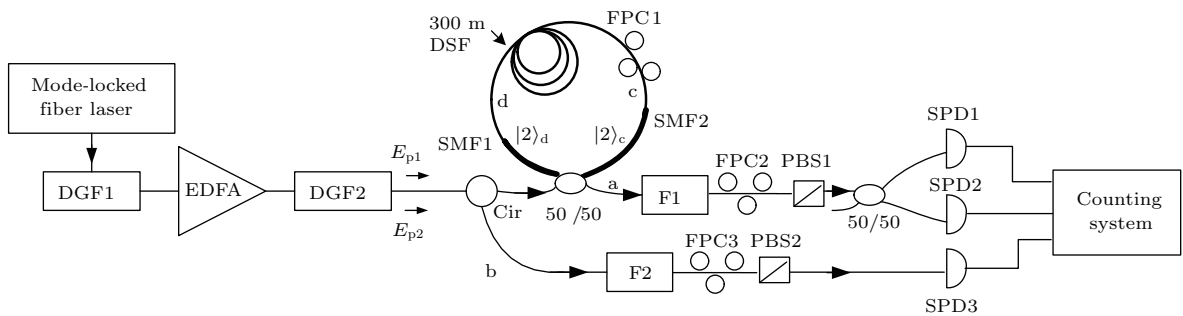 300 m
DSF
FPC1
Mode-locked
fiber laser
d
c
SMF1
|2⟩d
|2⟩c
SMF2
SPD1
DGF1
EDFA
DGF2
Ep1
Ep2
Cir
50 /50
a
F1
FPC2
PBS1
50/50
SPD2
Counting
system
b
F2
FPC3
PBS2
SPD3